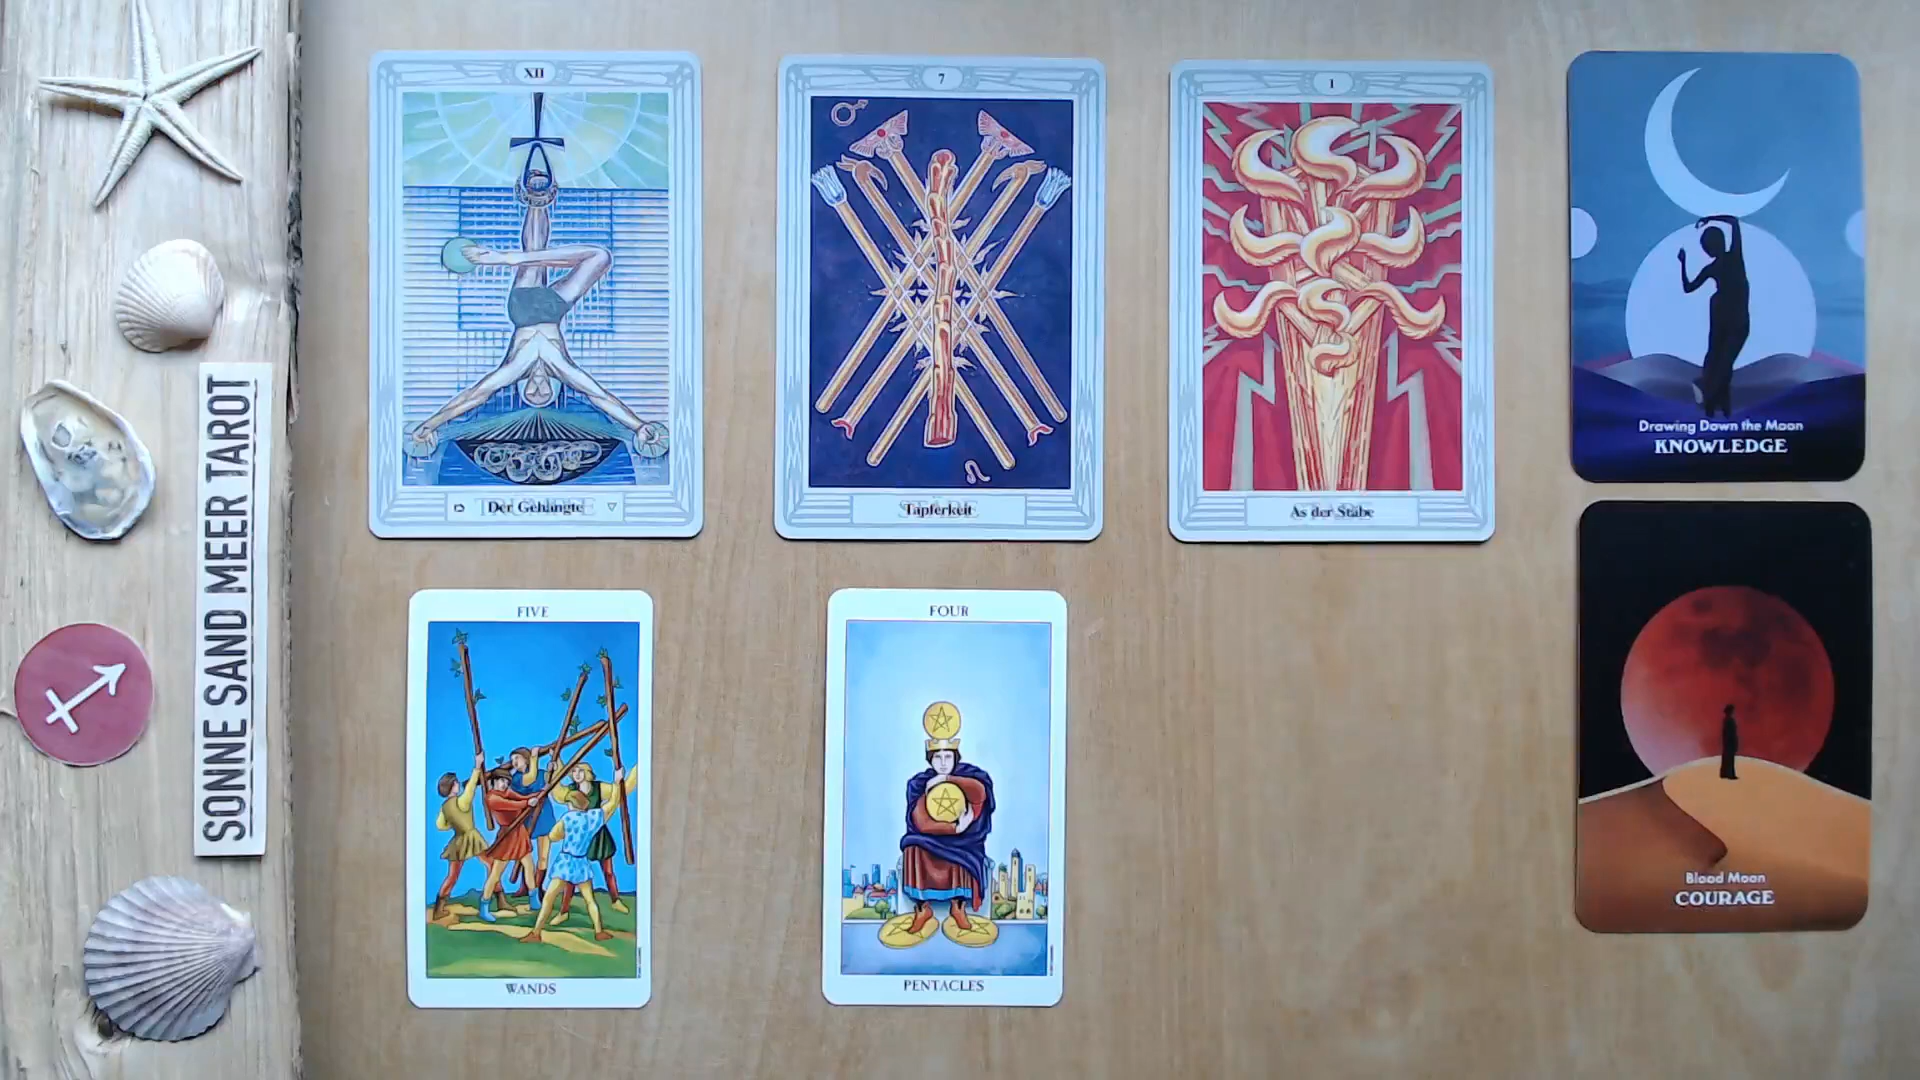 SONNE SAND MEER TAROT
XII
Der Gehängte
7
Tapferkeit
1
As der Stäbe
Drawing Down the Moon
KNOWLEDGE
FIVE
WANDS
FOUR
PENTACLES
Blood Moon
COURAGE